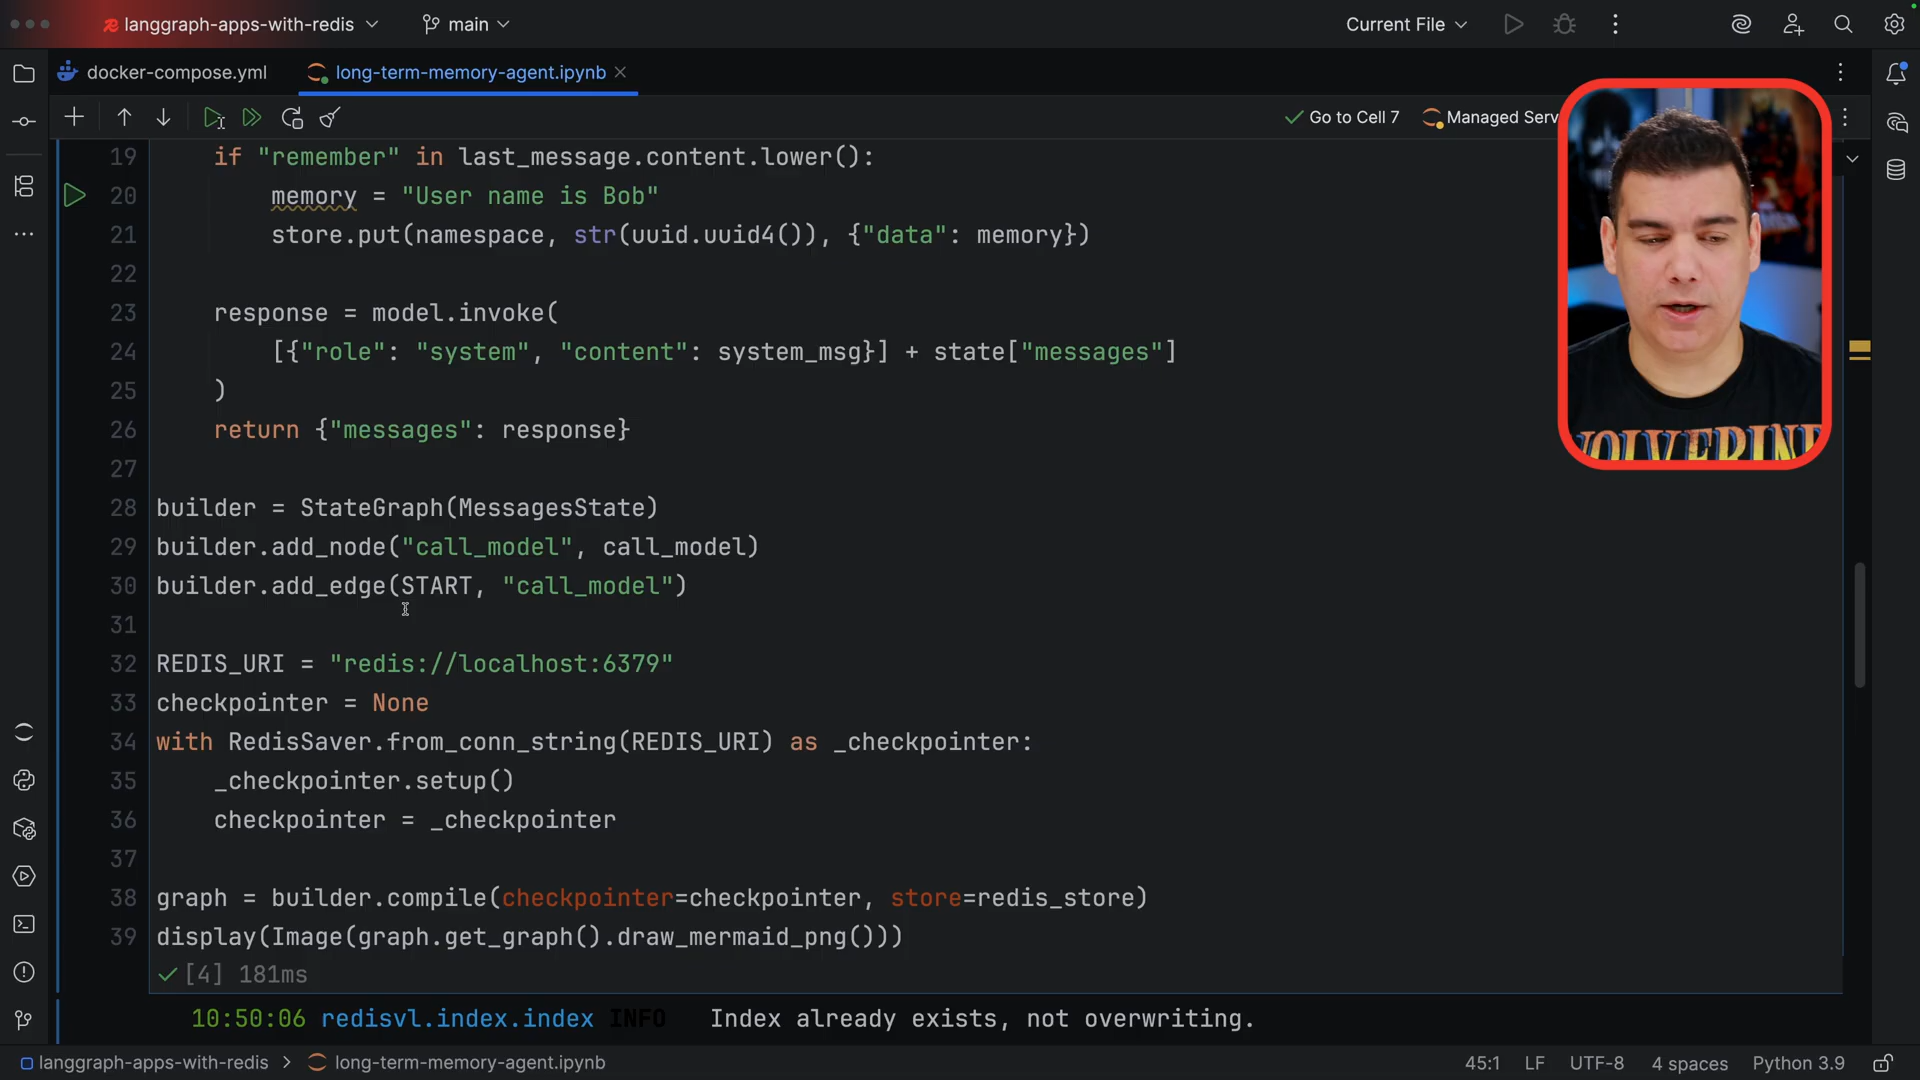 langgraph-apps-with-redis
main
Current File
docker-compose.yml
long-term-memory-agent.ipynb
Go to Cell 7
Managed Serv
19 if "remember" in last_message.content.lower():
20 memory = "User name is Bob"
21 store.put(namespace, str(uuid.uuid4()), {"data": memory})
22
23 response = model.invoke(
24 [{"role": "system", "content": system_msg}] + state["messages"]
25 )
26 return {"messages": response}
27
28 builder = StateGraph(MessagesState)
29 builder.add_node("call_model", call_model)
30 builder.add_edge(START, "call_model")
31
32 REDIS_URI = "redis://localhost:6379"
33 checkpointer = None
34 with RedisSaver.from_conn_string(REDIS_URI) as _checkpointer:
35 _checkpointer.setup()
36 checkpointer = _checkpointer
37
38 graph = builder.compile(checkpointer=checkpointer, store=redis_store)
39 display(Image(graph.get_graph().draw_mermaid_png()))
[4] 181ms
10:50:06 redisvl.index.index INFO Index already exists, not overwriting.
WOLVERINE
langgraph-apps-with-redis > long-term-memory-agent.ipynb
45:1 LF UTF-8 4 spaces Python 3.9